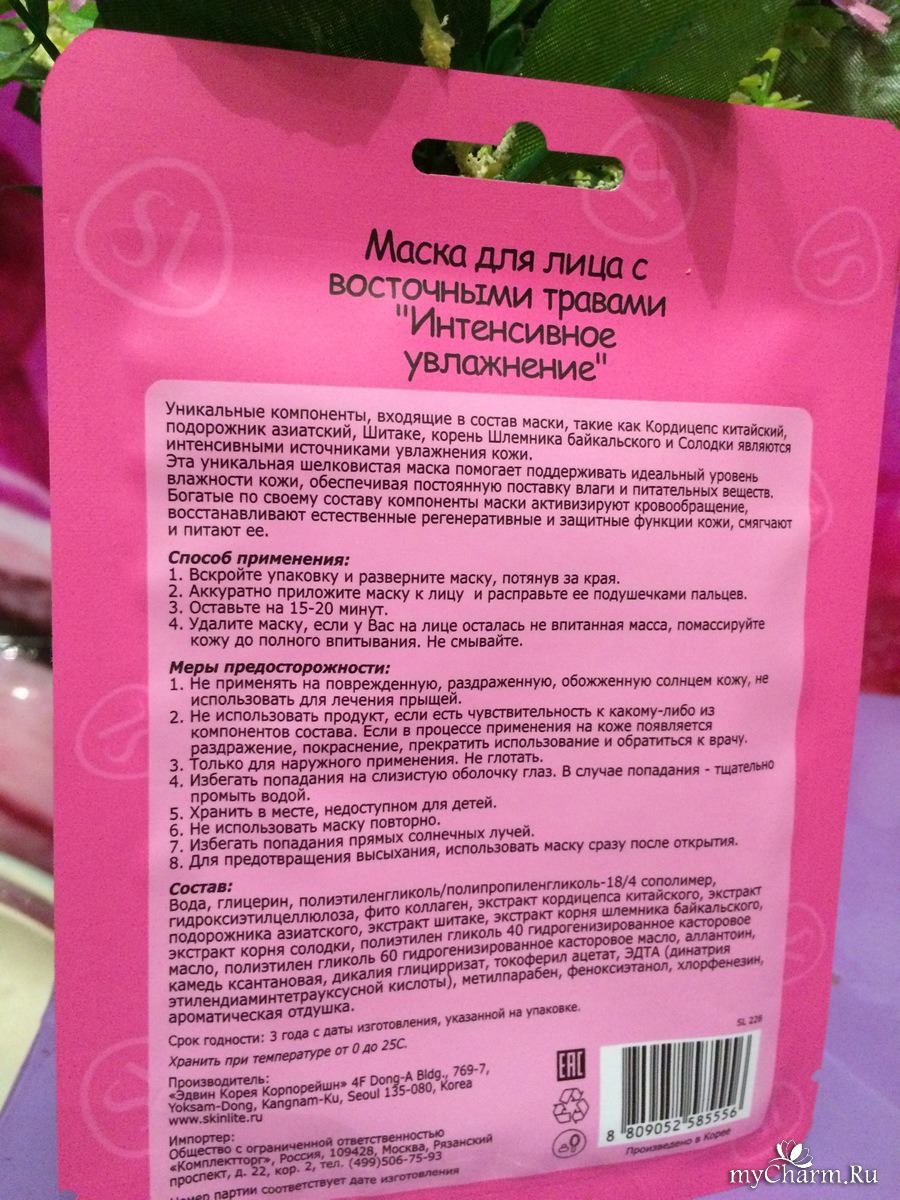 Маска для лица с
восточными травами
"Интенсивное
увлажнение"
Уникальные компоненты, входящие в состав маски, такие как Кордицепс китайский,
подорожник азиатский, Шитаке, корень Шлемника байкальского и Солодки являются
интенсивными источниками увлажнения кожи.
Эта уникальная шелковистая маска помогает поддерживать идеальный уровень
влажности кожи, обеспечивая постоянную поставку влаги и питательных веществ.
Богатые по своему составу компоненты маски активизируют кровообращение,
восстанавливают естественные регенеративные и защитные функции кожи, смягчают
и питают ее.
Способ применения:
1. Вскройте упаковку и разверните маску, потянув за края.
2. Аккуратно приложите маску к лицу и расправьте ее подушечками пальцев.
3. Оставьте на 15-20 минут.
4. Удалите маску, если у Вас на лице осталась не впитанная масса, помассируйте
кожу до полного впитывания. Не смывайте.
Меры предосторожности:
1. Не применять на поврежденную, раздраженную, обожженную солнцем кожу, не
использовать для лечения прыщей.
2. Не использовать продукт, если есть чувствительность к какому-либо из
компонентов состава. Если в процессе применения на коже появляется
раздражение, покраснение, прекратить использование и обратиться к врачу.
3. Только для наружного применения. Не глотать.
4. Избегать попадания на слизистую оболочку глаз. В случае попадания - тщательно
промыть водой.
5. Хранить в месте, недоступном для детей.
6. Не использовать маску повторно.
7. Избегать попадания прямых солнечных лучей.
8. Для предотвращения высыхания, использовать маску сразу после открытия.
Состав:
Вода, глицерин, полиэтиленгликоль/полипропиленгликоль-18/4 сополимер,
гидроксиэтилцеллюлоза, фито коллаген, экстракт кордицепса китайского, экстракт
подорожника азиатского, экстракт шитаке, экстракт корня шлемника байкальского,
экстракт корня солодки, полиэтилен гликоль 40 гидрогенизированное касторовое
масло, полиэтилен гликоль 60 гидрогенизированное касторовое масло, аллантоин,
камедь ксантановая, дикалия глицирризат, токоферил ацетат, ЭДТА (динатрия
этилендиаминтетрауксусной кислоты), метилпарабен, феноксиэтанол, хлорфенезин,
ароматическая отдушка.
Срок годности: 3 года с даты изготовления, указанной на упаковке.
SL 228
Хранить при температуре от 0 до 25С.
Производитель:
«Эдвин Корея Корпорейшн» 4F Dong-A Bldg., 769-7,
Yoksam-Dong, Kangnam-Ku, Seoul 135-080, Korea
www.skinlite.ru
EAC
8 809052 585556
Произведено в Корее
Импортер:
Общество с ограниченной ответственностью
«Комплектторг», Россия, 109428, Москва, Рязанский
проспект, д. 22, кор. 2, тел. (499)506-75-93
Номер партии соответствует дате изготовления
SL
SL
SL
SL
myCharm.Ru